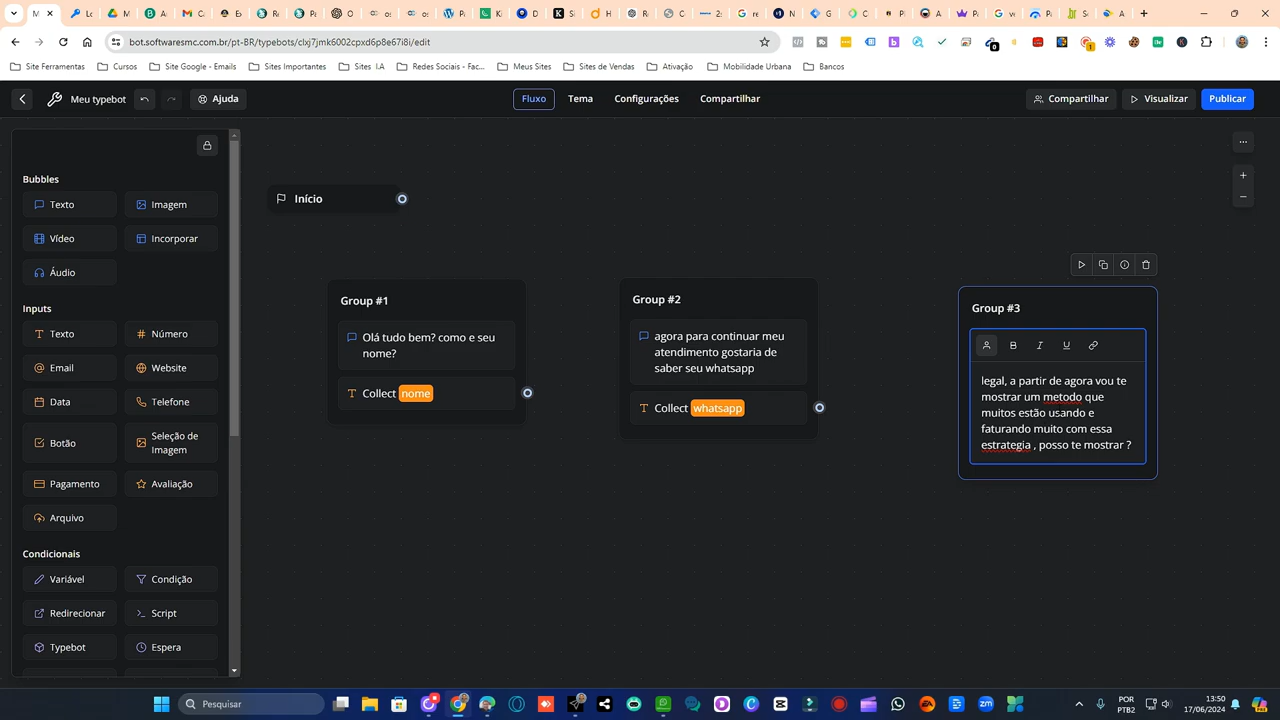 bot.softwaresmc.com.br/pt-BR/typebots/clxj7jmk6002cpxd6p8e67i8i/edit
Site Ferramentas
Cursos
Site Google - Emails
Sites Importantes
Sites I.A
Redes Sociais - Fac...
Meus Sites
Sites de Vendas
Ativação
Mobilidade Urbana
Bancos
Meu typebot
Ajuda
Fluxo
Tema
Configurações
Compartilhar
Compartilhar
Visualizar
Publicar
Bubbles
Texto
Imagem
Vídeo
Incorporar
Áudio
Inputs
Texto
Número
Email
Website
Data
Telefone
Botão
Seleção de
Imagem
Pagamento
Avaliação
Arquivo
Condicionais
Variável
Condição
Redirecionar
Script
Typebot
Espera
Início
Group #1
Olá tudo bem? como e seu
nome?
Collect nome
Group #2
agora para continuar meu
atendimento gostaria de
saber seu whatsapp
Collect whatsapp
Group #3
B I U
legal, a partir de agora vou te
mostrar um metodo que
muitos estão usando e
faturando muito com essa
estrategia , posso te mostrar ?
Pesquisar
POR
PTB2
13:50
17/06/2024